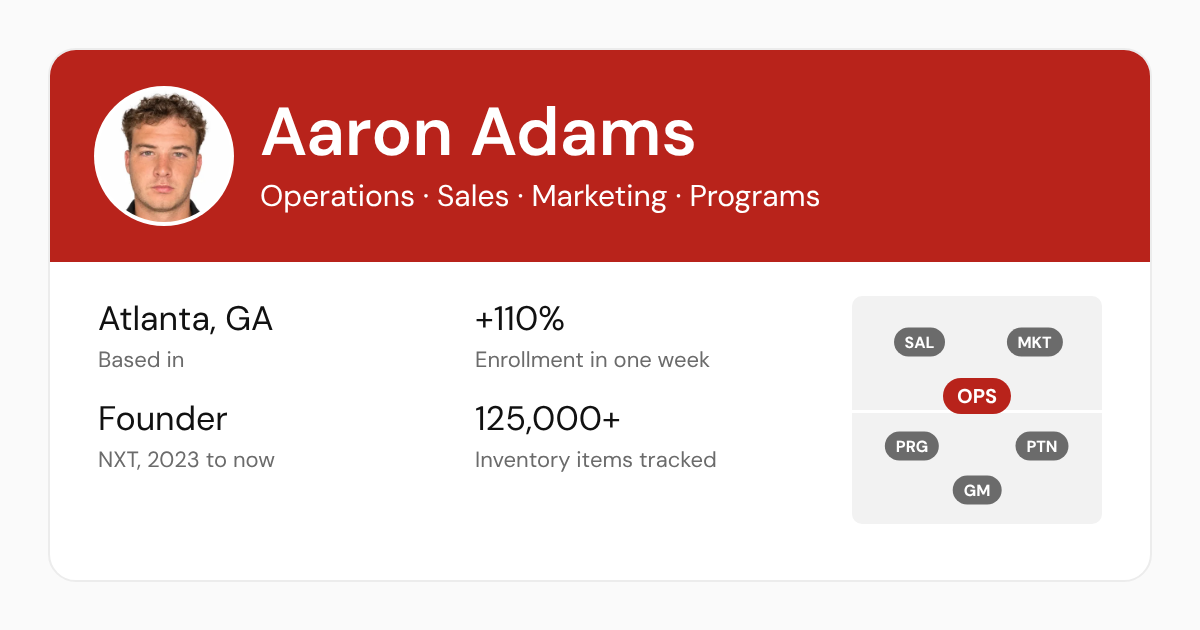 Aaron Adams
Operations · Sales · Marketing · Programs
Atlanta, GA
Based in
+110%
Enrollment in one week
Founder
NXT, 2023 to now
125,000+
Inventory items tracked
SAL
MKT
OPS
PRG
PTN
GM